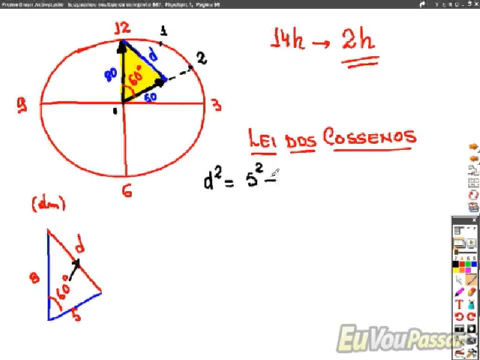 12
1
d
2
80
60°
50
9
3
6
14h → 2h
LEI DOS COSSENOS
d² = 5² -
(dm)
d
8
60°
5
EuVouPassar